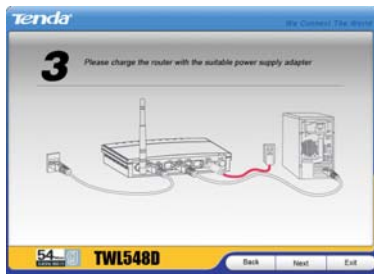 Tenda
We Connect The World
3
Please charge the router with the suitable power supply adapter
54
TWL548D
Back
Next
Exit